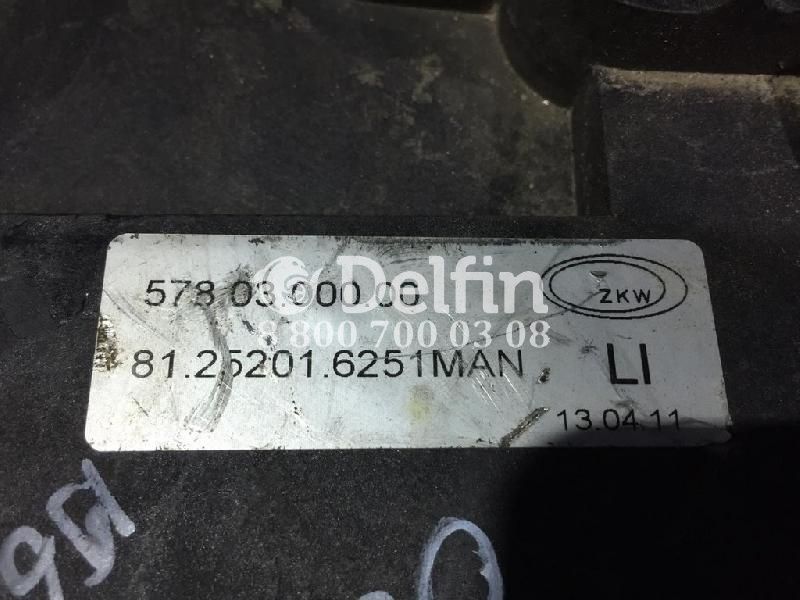 Delfin
578.03.000.00
ZKW
8 800 700 03 08
81.25201.6251MAN
LI
13.04.11